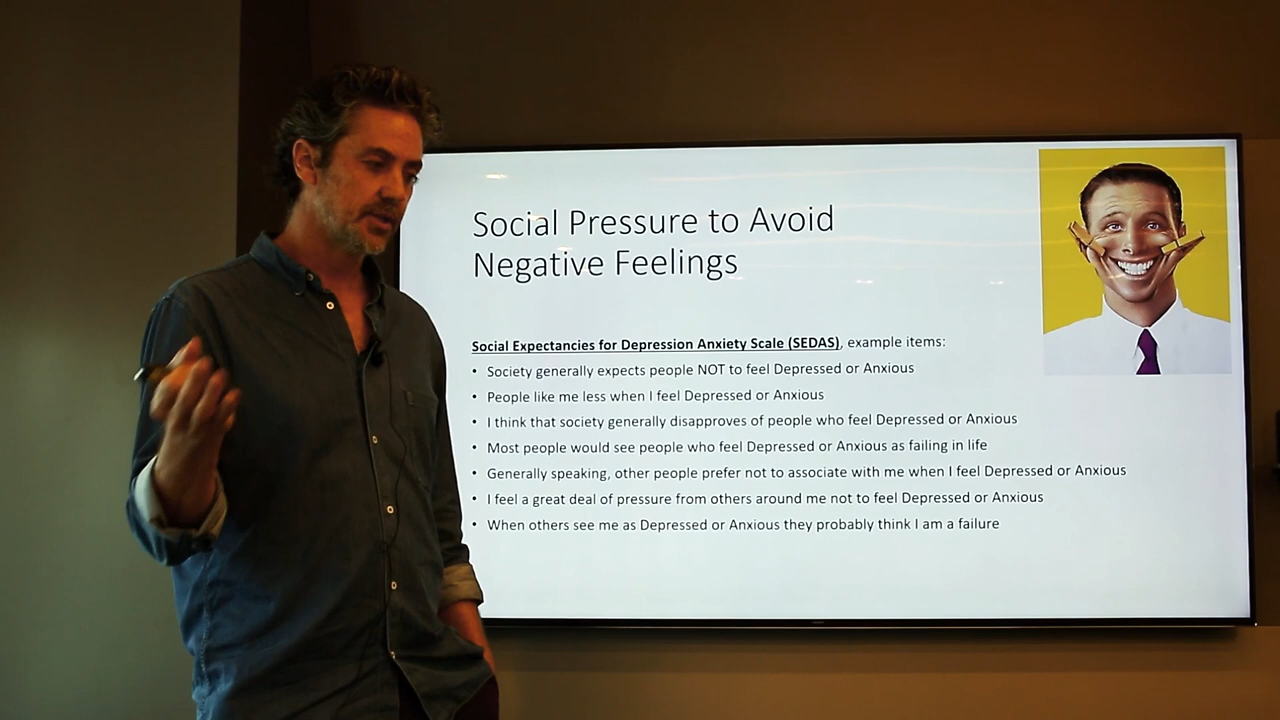 Social Pressure to Avoid
Negative Feelings
Social Expectancies for Depression Anxiety Scale (SEDAS), example items:
• Society generally expects people NOT to feel Depressed or Anxious
• People like me less when I feel Depressed or Anxious
• I think that society generally disapproves of people who feel Depressed or Anxious
• Most people would see people who feel Depressed or Anxious as failing in life
• Generally speaking, other people prefer not to associate with me when I feel Depressed or Anxious
• I feel a great deal of pressure from others around me not to feel Depressed or Anxious
• When others see me as Depressed or Anxious they probably think I am a failure